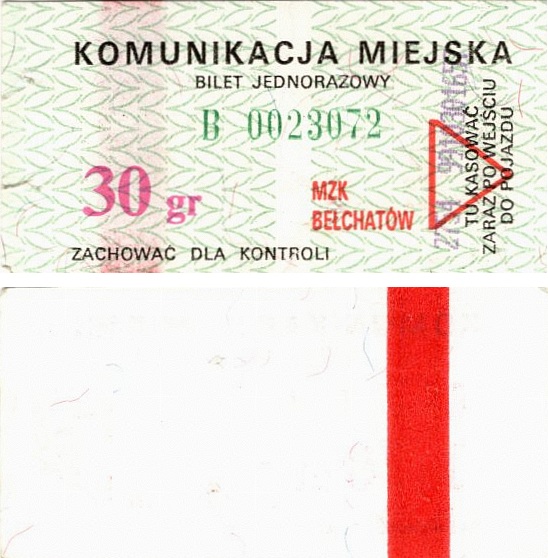 KOMUNIKACJA MIEJSKA
BILET JEDNORAZOWY
B 0023072
30 gr
MZK
BEŁCHATÓW
ZACHOWAĆ DLA KONTROLI
TU KASOWAĆ
ZARAZ PO WEJŚCIU
DO POJAZDU